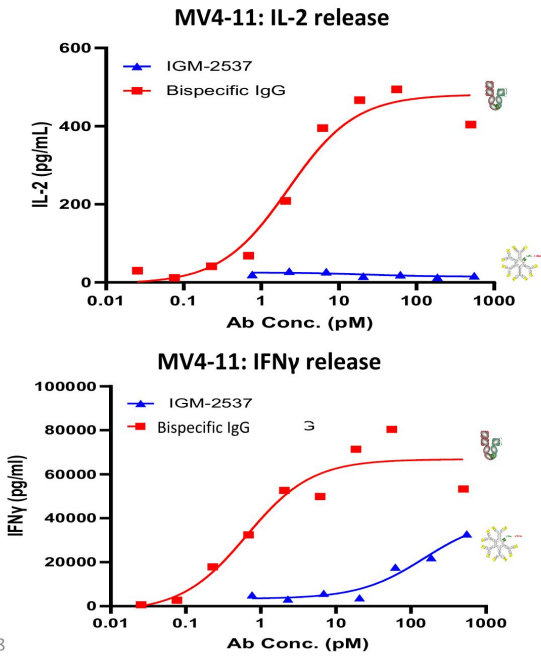 MV4-11: IL-2 release
600
400
200
0
IL-2 (pg/mL)
IGM-2537
Bispecific IgG
0.01 0.1 1 10 100 1000
Ab Conc. (pM)
MV4-11: IFNγ release
100000
80000
60000
40000
20000
0
IFNγ (pg/ml)
IGM-2537
Bispecific IgG G
0.01 0.1 1 10 100 1000
Ab Conc. (pM)
8